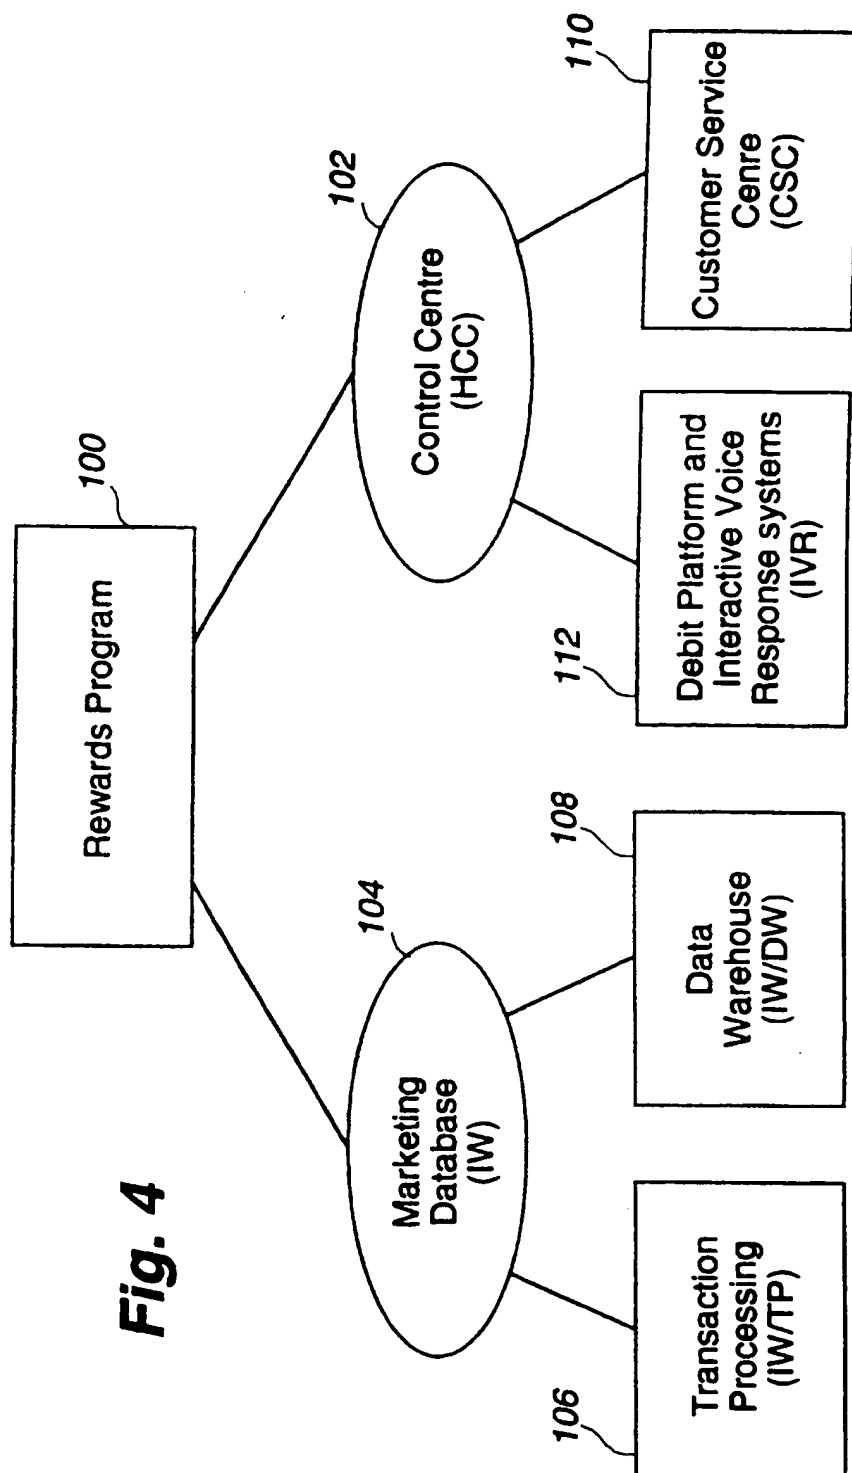 Fig. 4
Rewards Program
100
Marketing
Database
(IW)
104
Control Centre
(HCC)
102
Transaction
Processing
(IW/TP)
106
Data
Warehouse
(IW/DW)
108
Debit Platform and
Interactive Voice
Response systems
(IVR)
112
Customer Service
Cenre
(CSC)
110